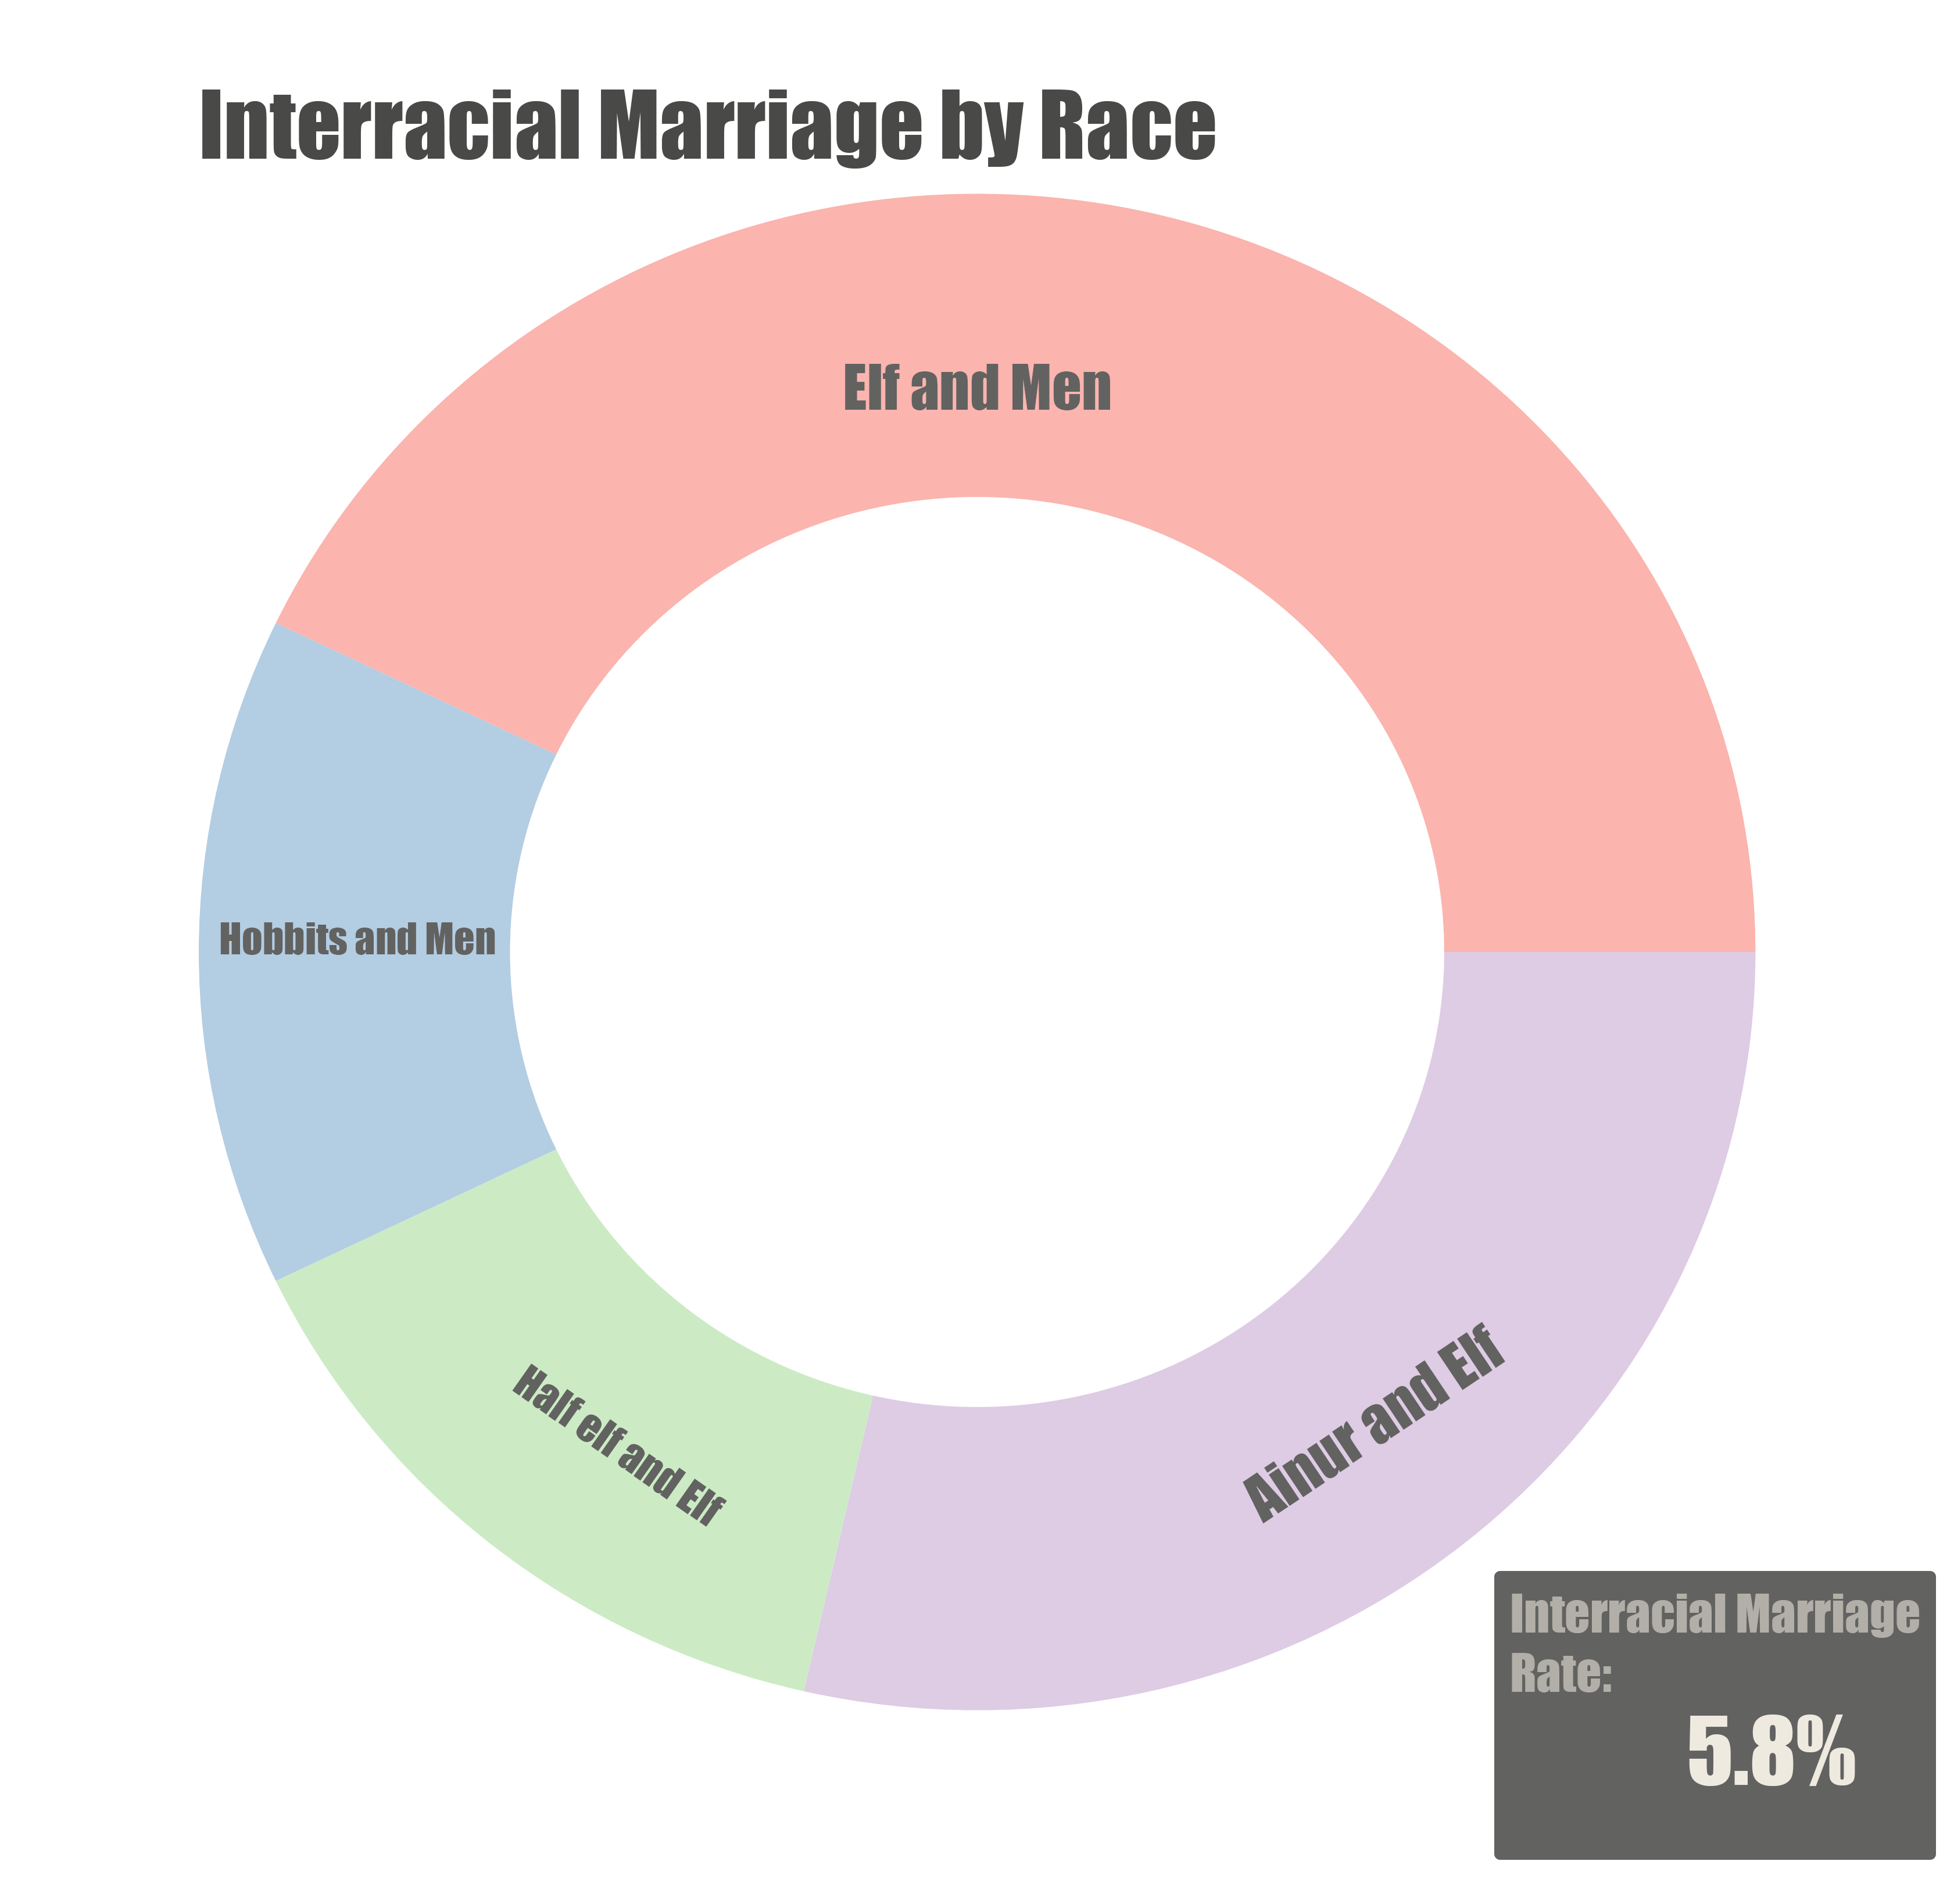 Interracial Marriage by Race
Elf and Men
Hobbits and Men
Half elf and Elf
Ainur and Elf
Interracial Marriage
Rate:
5.8%